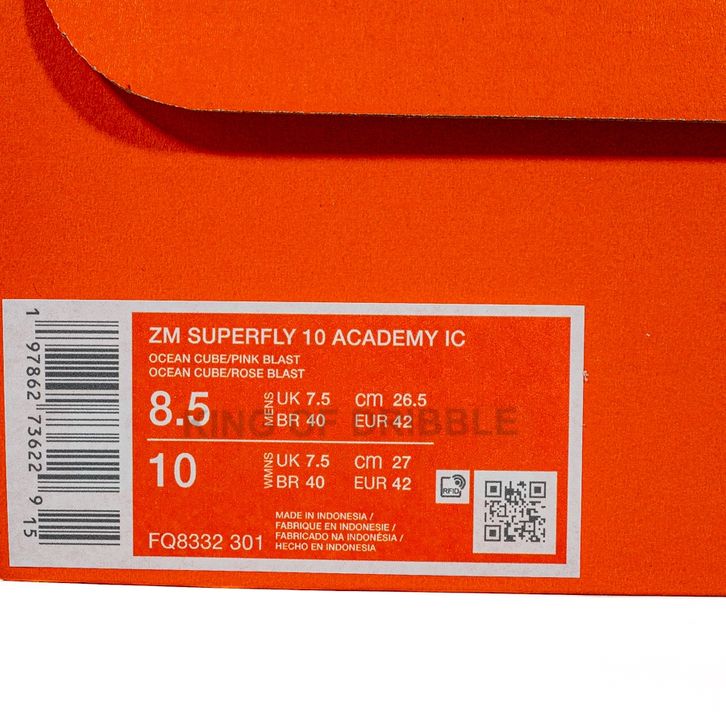 ZM SUPERFLY 10 ACADEMY IC
OCEAN CUBE/PINK BLAST
OCEAN CUBE/ROSE BLAST
8.5 MENS UK 7.5 cm 26.5
BR 40 EUR 42
KING OF DRIBBLE
10 WMNS UK 7.5 cm 27
BR 40 EUR 42
RFID
MADE IN INDONESIA /
FABRIQUE EN INDONESIE /
FABRICADO NA INDONÉSIA /
HECHO EN INDONESIA
FQ8332 301
1 97862 73622 9 15